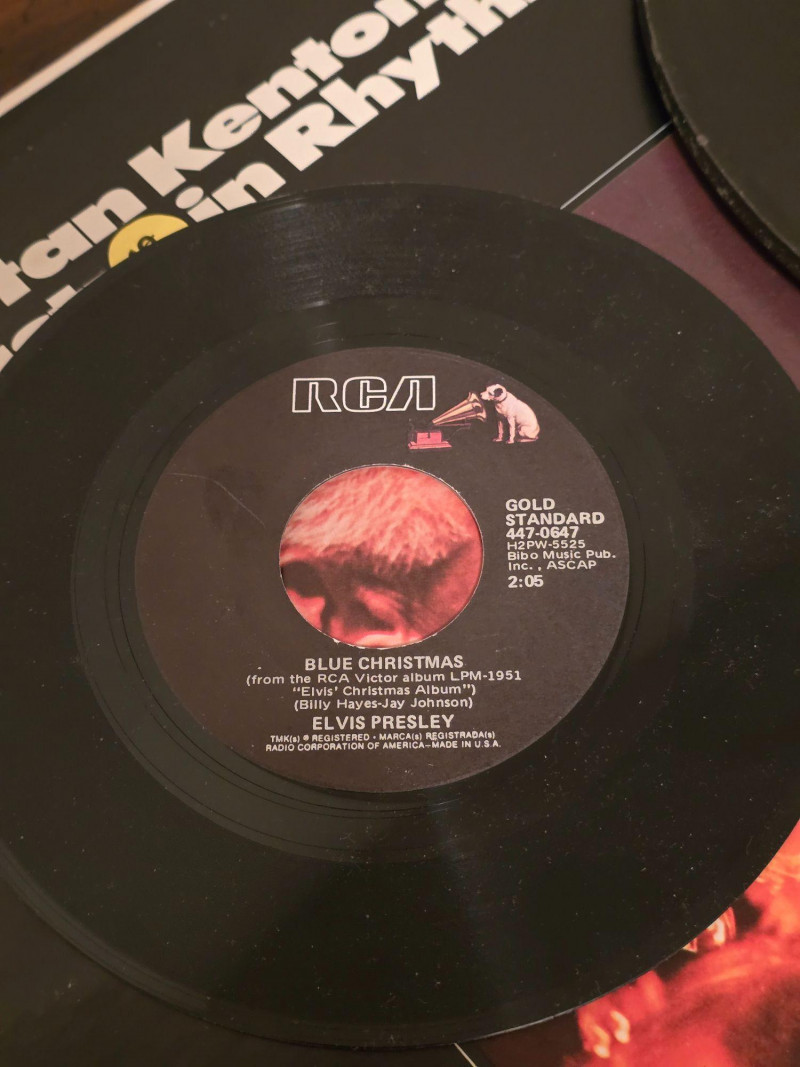 tan Kenton
in Rhyth
RCA
GOLD
STANDARD
447-0647
H2PW-5525
Bibo Music Pub.
Inc., ASCAP
2:05
BLUE CHRISTMAS
(from the RCA Victor album LPM-1951
“Elvis’ Christmas Album”)
(Billy Hayes-Jay Johnson)
ELVIS PRESLEY
TMK(s) ® REGISTERED • MARCA(s) REGISTRADA(s)
RADIO CORPORATION OF AMERICA–MADE IN U.S.A.